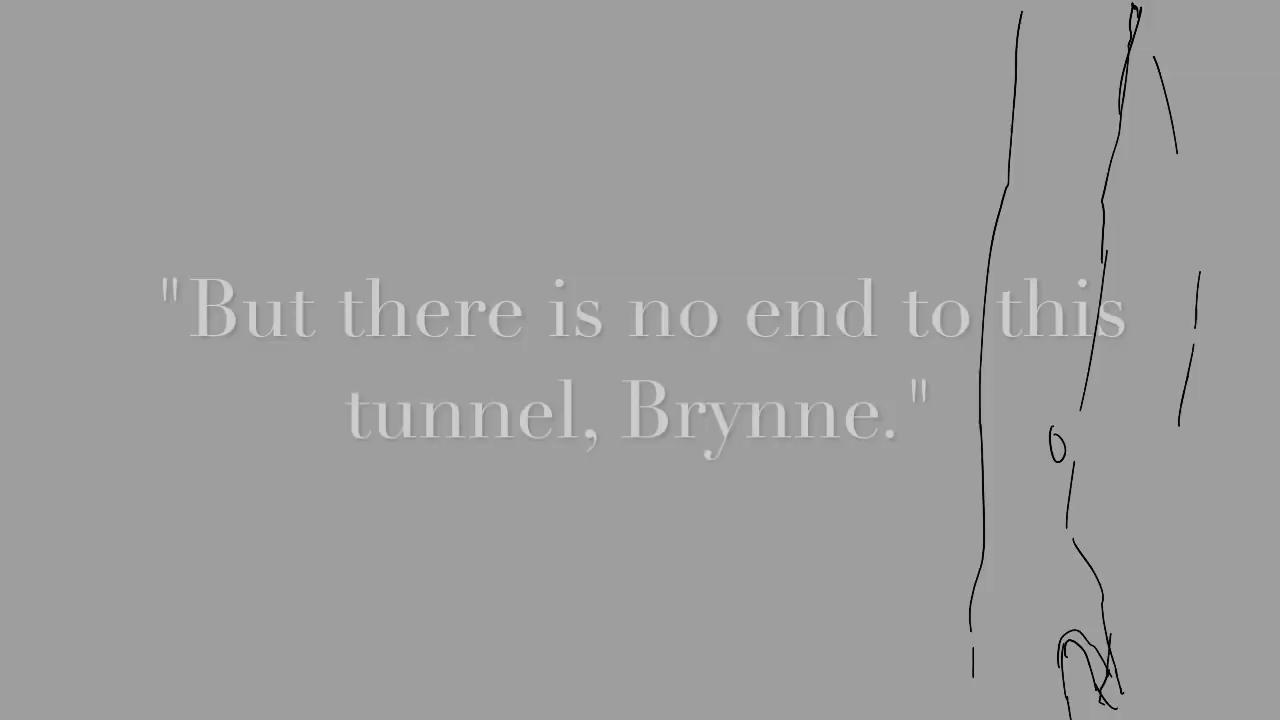 "But there is no end to this
tunnel, Brynne."